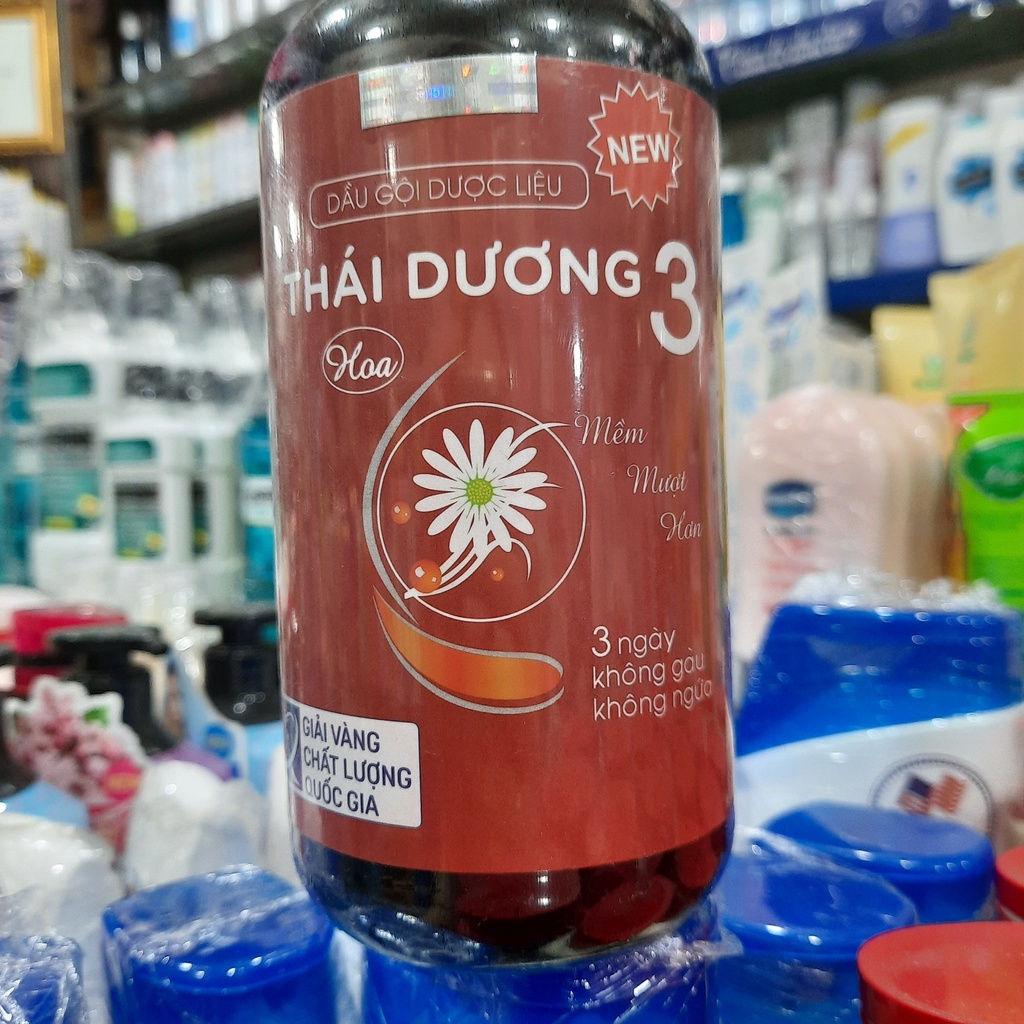 NEW
DẦU GỘI DƯỢC LIỆU
THÁI DƯƠNG 3
Hoa
Mềm
Mượt
Hơn
3 ngày
không gàu
không ngứa
GIẢI VÀNG
CHẤT LƯỢNG
QUỐC GIA